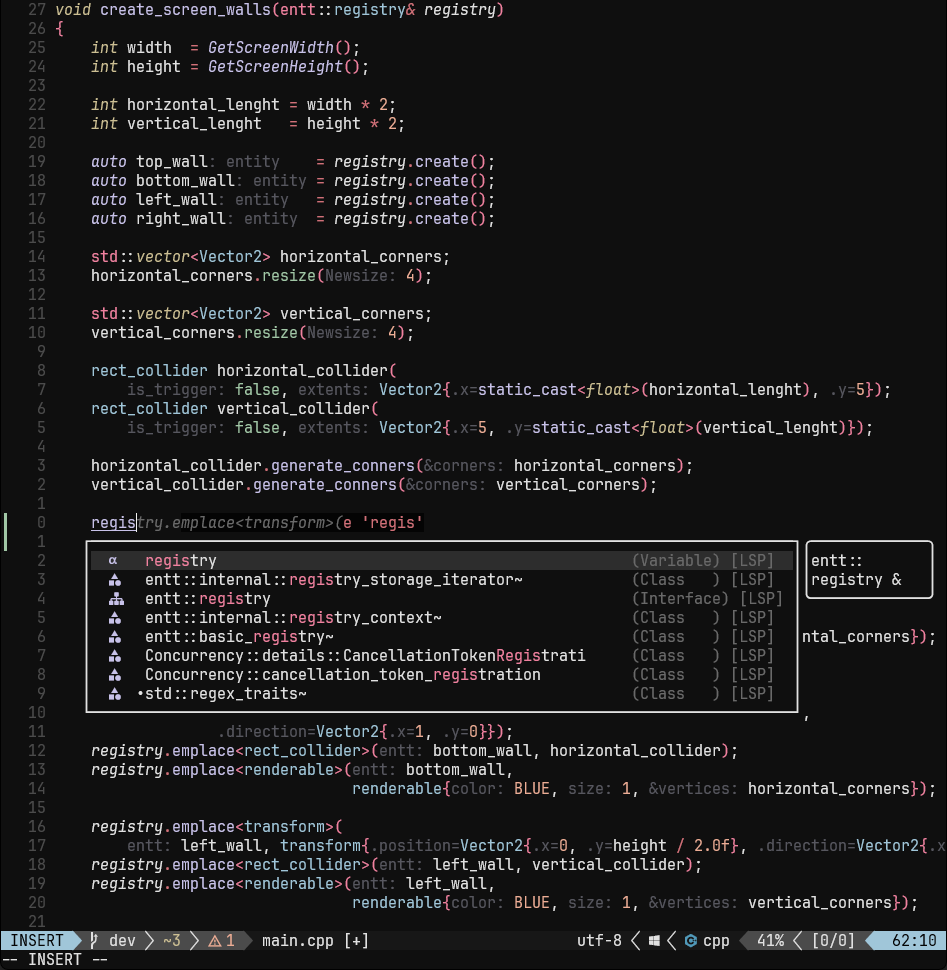 27 void create_screen_walls(entt::registry& registry)
26 {
25     int width  = GetScreenWidth();
24     int height = GetScreenHeight();
23
22     int horizontal_lenght = width * 2;
21     int vertical_lenght   = height * 2;
20
19     auto top_wall: entity    = registry.create();
18     auto bottom_wall: entity = registry.create();
17     auto left_wall: entity   = registry.create();
16     auto right_wall: entity  = registry.create();
15
14     std::vector<Vector2> horizontal_corners;
13     horizontal_corners.resize(Newsize: 4);
12
11     std::vector<Vector2> vertical_corners;
10     vertical_corners.resize(Newsize: 4);
9
8     rect_collider horizontal_collider(
7         is_trigger: false, extents: Vector2{.x=static_cast<float>(horizontal_lenght), .y=5});
6     rect_collider vertical_collider(
5         is_trigger: false, extents: Vector2{.x=5, .y=static_cast<float>(vertical_lenght)});
4
3     horizontal_collider.generate_conners(&corners: horizontal_corners);
2     vertical_collider.generate_conners(&corners: vertical_corners);
1
0     registry.emplace<transform>(e 'regis'
1
2     α  registry (Variable) [LSP] entt::
3     entt::internal::registry_storage_iterator~ (Class   ) [LSP] registry &
4     entt::registry (Interface) [LSP]
5     entt::internal::registry_context~ (Class   ) [LSP]
6     entt::basic_registry~ (Class   ) [LSP] ntal_corners});
7     Concurrency::details::CancellationTokenRegistrati (Class   ) [LSP]
8     Concurrency::cancellation_token_registration (Class   ) [LSP]
9     •std::regex_traits~ (Class   ) [LSP]
10 ,
11                   .direction=Vector2{.x=1, .y=0}});
12     registry.emplace<rect_collider>(entt: bottom_wall, horizontal_collider);
13     registry.emplace<renderable>(entt: bottom_wall,
14                                  renderable{color: BLUE, size: 1, &vertices: horizontal_corners});
15
16     registry.emplace<transform>(
17         entt: left_wall, transform{.position=Vector2{.x=0, .y=height / 2.0f}, .direction=Vector2{.x
18     registry.emplace<rect_collider>(entt: left_wall, vertical_collider);
19     registry.emplace<renderable>(entt: left_wall,
20                                  renderable{color: BLUE, size: 1, &vertices: vertical_corners});
21
INSERT dev ~3 1 main.cpp [+] utf-8 cpp 41% [0/0] 62:10
-- INSERT --